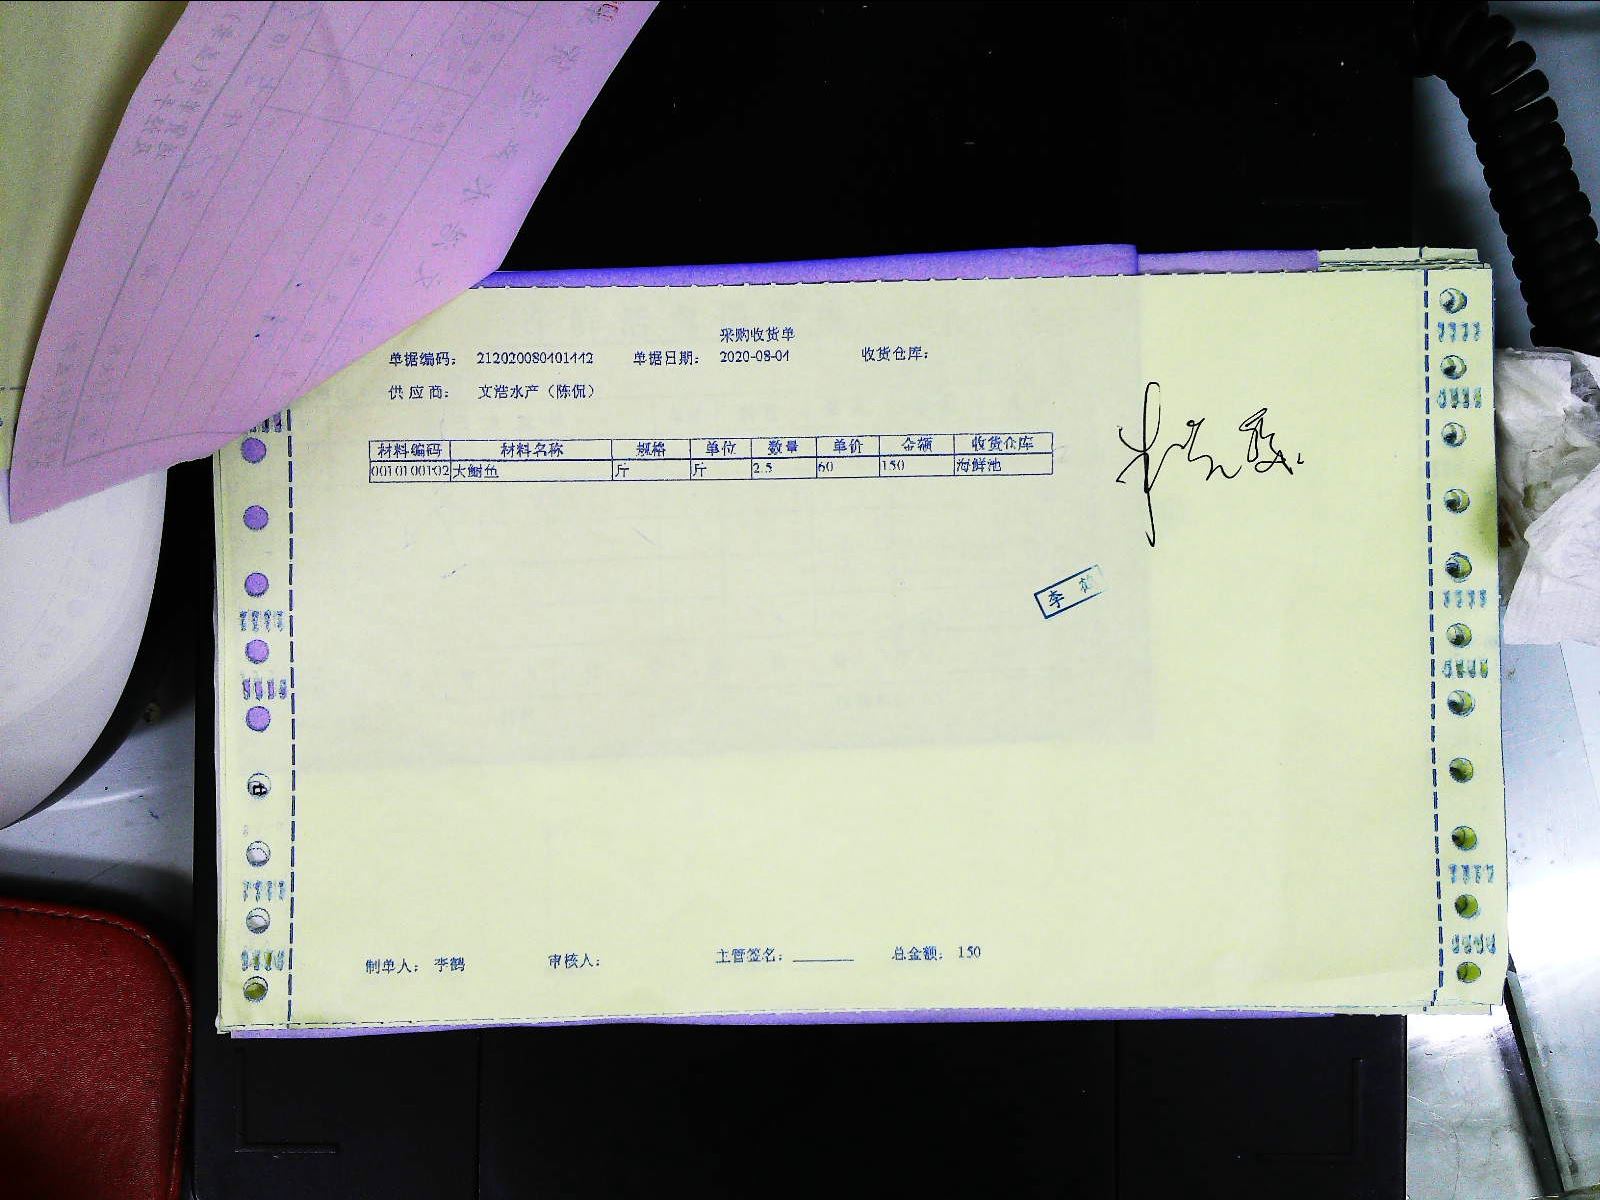 采购收货单
单据编码: 212020080401442 单据日期: 2020-08-04 收货仓库:
供应商: 文浩水产（陈侃）
材料编码 材料名称 规格 单位 数量 单价 金额 收货仓库
00101001C02 大鲥鱼 斤 斤 2.5 60 150 海鲜池
李
制单人: 李鹤 审核人: 主管签名: 总金额: 150